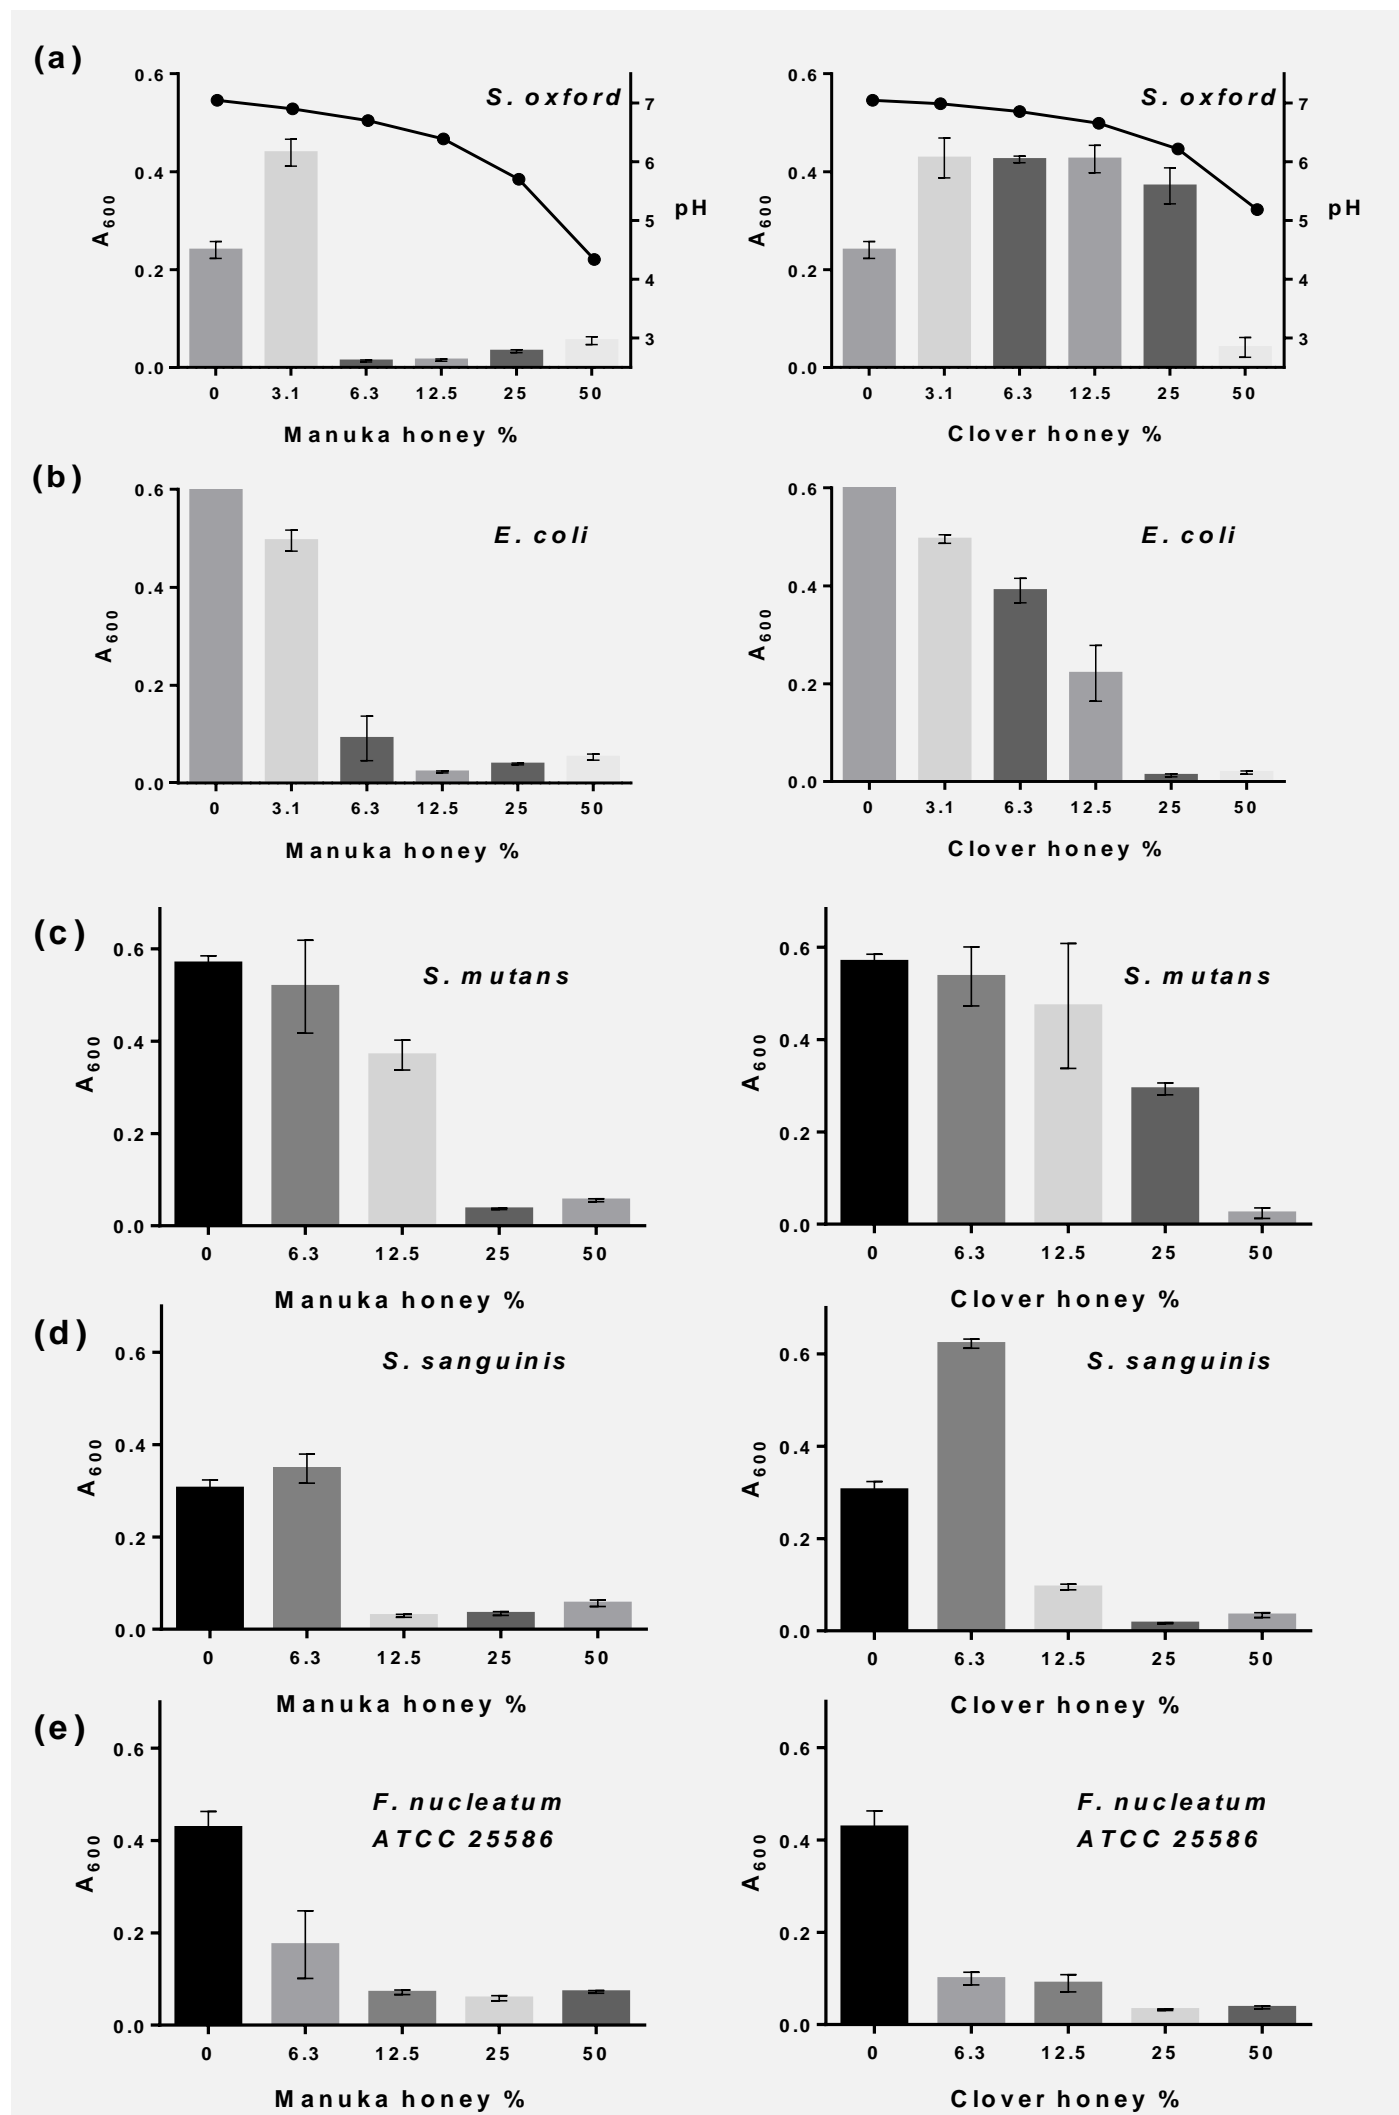 (a)
0.6
0.4
0.2
0.0
A600
S. oxford
7
6
5
4
3
pH
0 3.1 6.3 12.5 25 50
Manuka honey %
0.6
0.4
0.2
0.0
A600
S. oxford
7
6
5
4
3
pH
0 3.1 6.3 12.5 25 50
Clover honey %
(b)
0.6
0.4
0.2
0.0
A600
E. coli
0 3.1 6.3 12.5 25 50
Manuka honey %
0.6
0.4
0.2
0.0
A600
E. coli
0 3.1 6.3 12.5 25 50
Clover honey %
(c)
0.6
0.4
0.2
0.0
A600
S. mutans
0 6.3 12.5 25 50
Manuka honey %
0.6
0.4
0.2
0.0
A600
S. mutans
0 6.3 12.5 25 50
Clover honey %
(d)
0.6
0.4
0.2
0.0
A600
S. sanguinis
0 6.3 12.5 25 50
Manuka honey %
0.6
0.4
0.2
0.0
A600
S. sanguinis
0 6.3 12.5 25 50
Clover honey %
(e)
0.6
0.4
0.2
0.0
A600
F. nucleatum
ATCC 25586
0 6.3 12.5 25 50
Manuka honey %
0.6
0.4
0.2
0.0
A600
F. nucleatum
ATCC 25586
0 6.3 12.5 25 50
Clover honey %